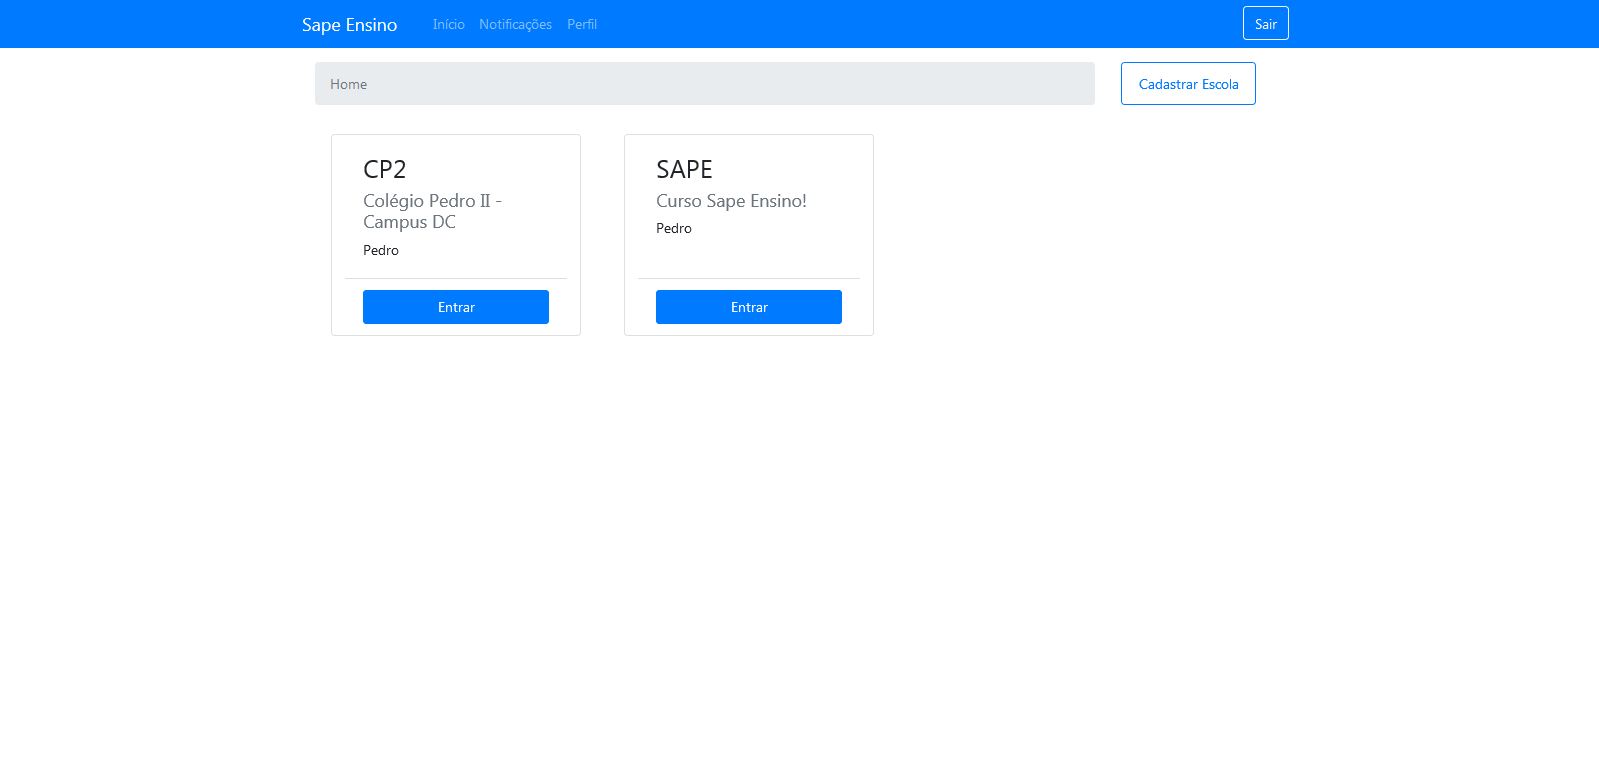 Sape Ensino Início Notificações Perfil Sair
Home Cadastrar Escola
CP2
Colégio Pedro II -
Campus DC
Pedro
Entrar
SAPE
Curso Sape Ensino!
Pedro
Entrar